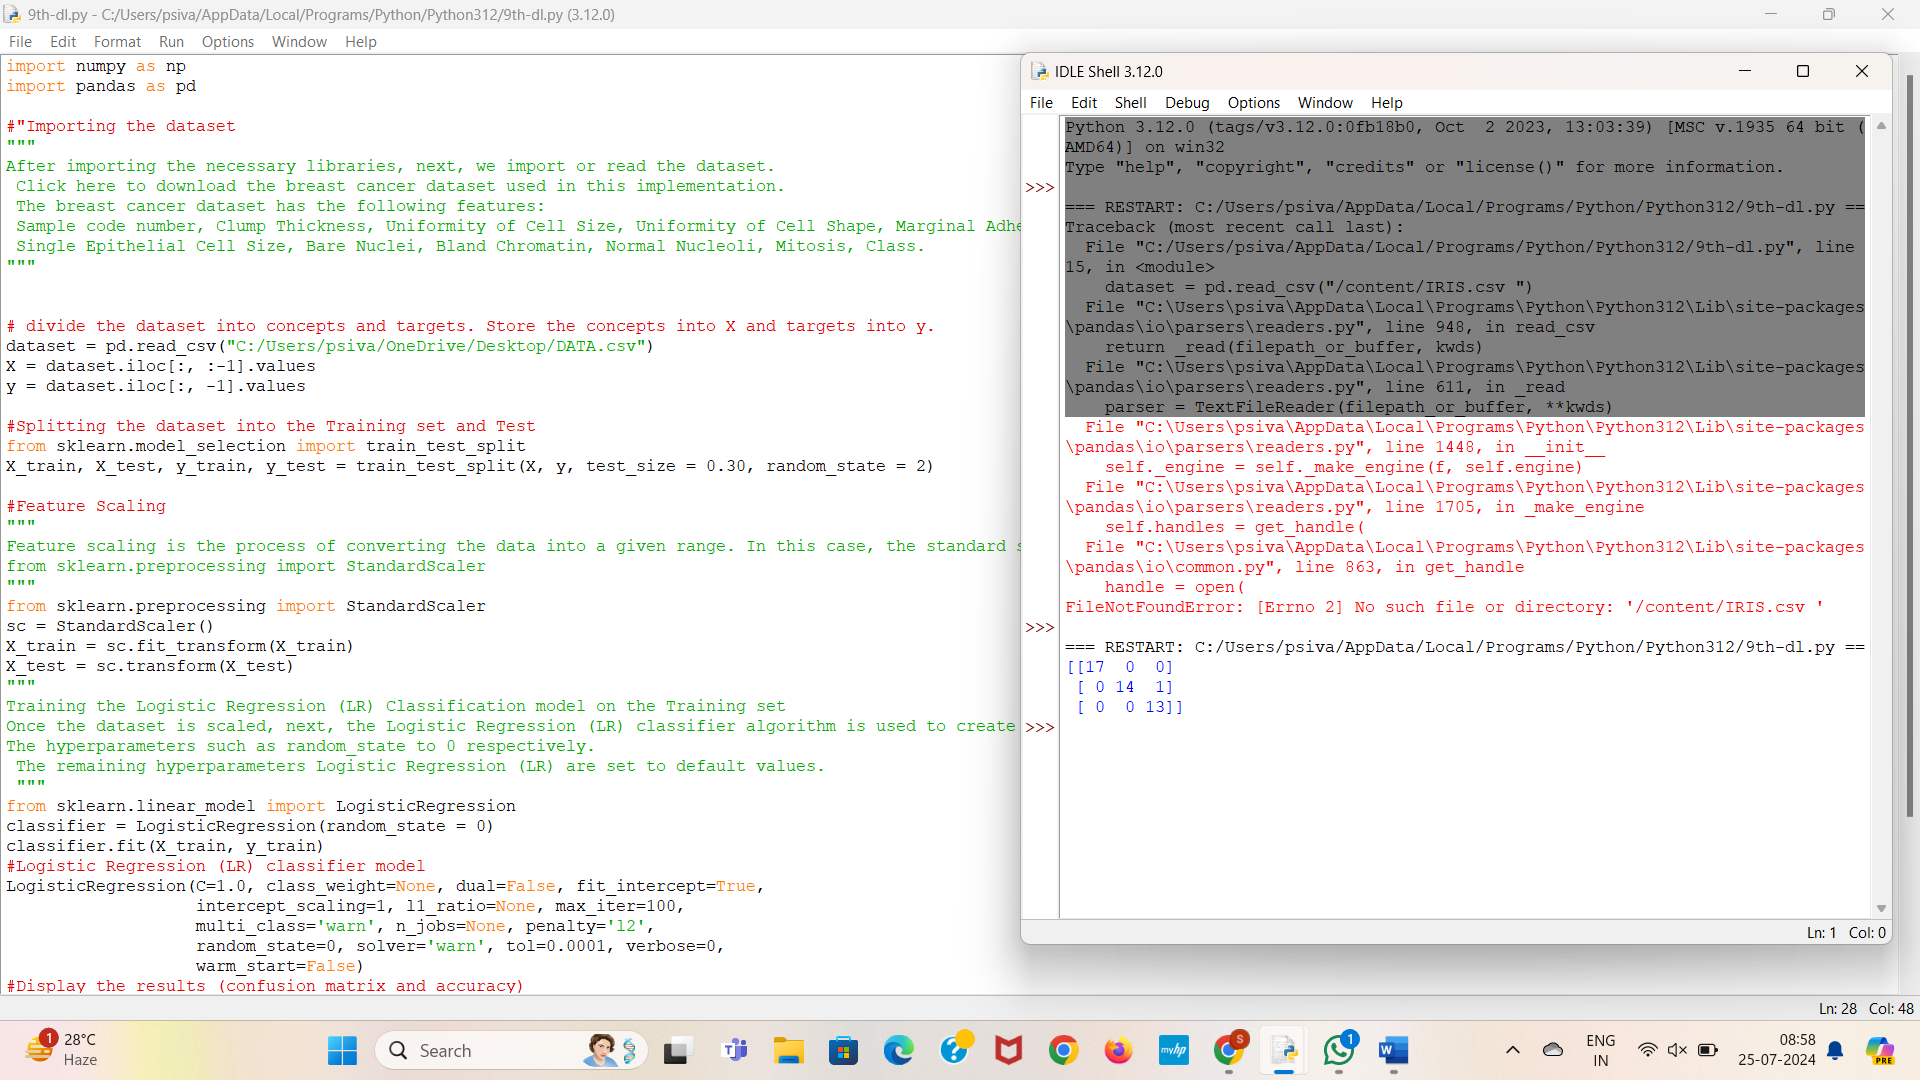 9th-dl.py - C:/Users/psiva/AppData/Local/Programs/Python/Python312/9th-dl.py (3.12.0)
File Edit Format Run Options Window Help
import numpy as np
import pandas as pd
#"Importing the dataset
"""
After importing the necessary libraries, next, we import or read the dataset.
Click here to download the breast cancer dataset used in this implementation.
The breast cancer dataset has the following features:
Sample code number, Clump Thickness, Uniformity of Cell Size, Uniformity of Cell Shape, Marginal Adhe
Single Epithelial Cell Size, Bare Nuclei, Bland Chromatin, Normal Nucleoli, Mitosis, Class.
"""
# divide the dataset into concepts and targets. Store the concepts into X and targets into y.
dataset = pd.read_csv("C:/Users/psiva/OneDrive/Desktop/DATA.csv")
X = dataset.iloc[:, :-1].values
y = dataset.iloc[:, -1].values
#Splitting the dataset into the Training set and Test
from sklearn.model_selection import train_test_split
X_train, X_test, y_train, y_test = train_test_split(X, y, test_size = 0.30, random_state = 2)
#Feature Scaling
"""
Feature scaling is the process of converting the data into a given range. In this case, the standard s
from sklearn.preprocessing import StandardScaler
"""
from sklearn.preprocessing import StandardScaler
sc = StandardScaler()
X_train = sc.fit_transform(X_train)
X_test = sc.transform(X_test)
"""
Training the Logistic Regression (LR) Classification model on the Training set
Once the dataset is scaled, next, the Logistic Regression (LR) classifier algorithm is used to create
The hyperparameters such as random_state to 0 respectively.
The remaining hyperparameters Logistic Regression (LR) are set to default values.
"""
from sklearn.linear_model import LogisticRegression
classifier = LogisticRegression(random_state = 0)
classifier.fit(X_train, y_train)
#Logistic Regression (LR) classifier model
LogisticRegression(C=1.0, class_weight=None, dual=False, fit_intercept=True,
intercept_scaling=1, l1_ratio=None, max_iter=100,
multi_class='warn', n_jobs=None, penalty='l2',
random_state=0, solver='warn', tol=0.0001, verbose=0,
warm_start=False)
#Display the results (confusion matrix and accuracy)
Ln: 28 Col: 48
IDLE Shell 3.12.0
File Edit Shell Debug Options Window Help
Python 3.12.0 (tags/v3.12.0:0fb18b0, Oct  2 2023, 13:03:39) [MSC v.1935 64 bit (
AMD64)] on win32
Type "help", "copyright", "credits" or "license()" for more information.
>>>
=== RESTART: C:/Users/psiva/AppData/Local/Programs/Python/Python312/9th-dl.py ==
Traceback (most recent call last):
File "C:/Users/psiva/AppData/Local/Programs/Python/Python312/9th-dl.py", line
15, in <module>
dataset = pd.read_csv("/content/IRIS.csv ")
File "C:\Users\psiva\AppData\Local\Programs\Python\Python312\Lib\site-packages
\pandas\io\parsers\readers.py", line 948, in read_csv
return _read(filepath_or_buffer, kwds)
File "C:\Users\psiva\AppData\Local\Programs\Python\Python312\Lib\site-packages
\pandas\io\parsers\readers.py", line 611, in _read
parser = TextFileReader(filepath_or_buffer, **kwds)
File "C:\Users\psiva\AppData\Local\Programs\Python\Python312\Lib\site-packages
\pandas\io\parsers\readers.py", line 1448, in __init__
self._engine = self._make_engine(f, self.engine)
File "C:\Users\psiva\AppData\Local\Programs\Python\Python312\Lib\site-packages
\pandas\io\parsers\readers.py", line 1705, in _make_engine
self.handles = get_handle(
File "C:\Users\psiva\AppData\Local\Programs\Python\Python312\Lib\site-packages
\pandas\io\common.py", line 863, in get_handle
handle = open(
FileNotFoundError: [Errno 2] No such file or directory: '/content/IRIS.csv '
>>>
=== RESTART: C:/Users/psiva/AppData/Local/Programs/Python/Python312/9th-dl.py ==
[[17  0  0]
[ 0 14  1]
[ 0  0 13]]
>>>
Ln: 1 Col: 0
1
28°C
Haze
Search
myhp
S
1
W
ENG
IN
08:58
25-07-2024
PRE